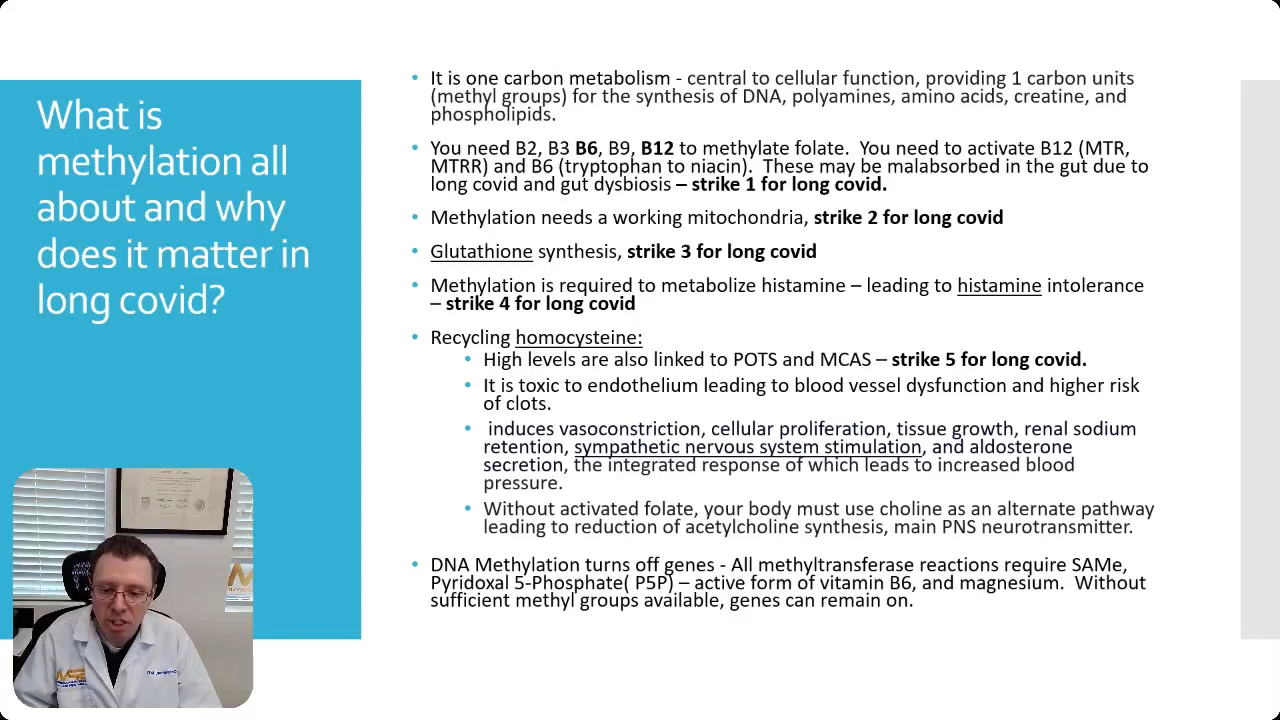 What is
methylation all
about and why
does it matter in
long covid?
• It is one carbon metabolism - central to cellular function, providing 1 carbon units
(methyl groups) for the synthesis of DNA, polyamines, amino acids, creatine, and
phospholipids.
• You need B2, B3 B6, B9, B12 to methylate folate.  You need to activate B12 (MTR,
MTRR) and B6 (tryptophan to niacin).  These may be malabsorbed in the gut due to
long covid and gut dysbiosis – strike 1 for long covid.
• Methylation needs a working mitochondria, strike 2 for long covid
• Glutathione synthesis, strike 3 for long covid
• Methylation is required to metabolize histamine – leading to histamine intolerance
– strike 4 for long covid
• Recycling homocysteine:
• High levels are also linked to POTS and MCAS – strike 5 for long covid.
• It is toxic to endothelium leading to blood vessel dysfunction and higher risk
of clots.
• induces vasoconstriction, cellular proliferation, tissue growth, renal sodium
retention, sympathetic nervous system stimulation, and aldosterone
secretion, the integrated response of which leads to increased blood
pressure.
• Without activated folate, your body must use choline as an alternate pathway
leading to reduction of acetylcholine synthesis, main PNS neurotransmitter.
• DNA Methylation turns off genes - All methyltransferase reactions require SAMe,
Pyridoxal 5-Phosphate( P5P) – active form of vitamin B6, and magnesium.  Without
sufficient methyl groups available, genes can remain on.